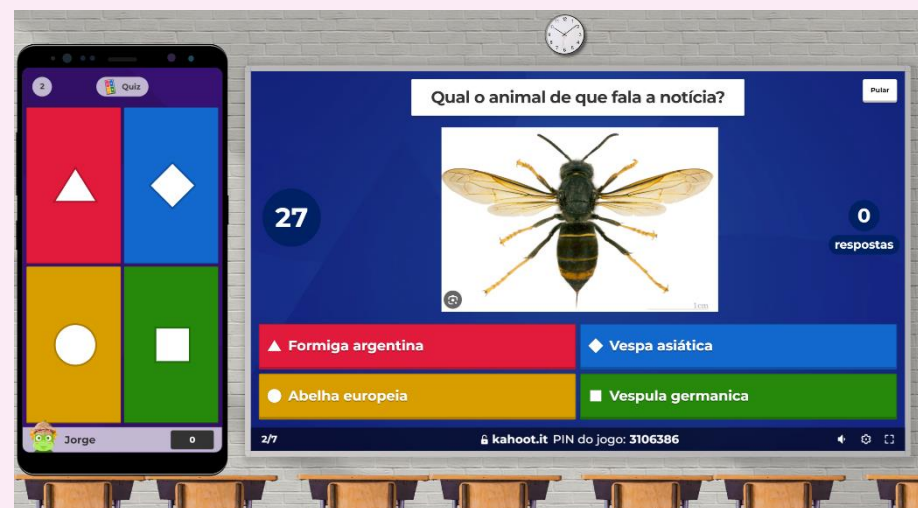 2
Quiz
Jorge
0
Qual o animal de que fala a notícia?
Pular
27
0
respostas
1cm
Formiga argentina
Vespa asiática
Abelha europeia
Vespula germanica
2/7
kahoot.it PIN do jogo: 3106386